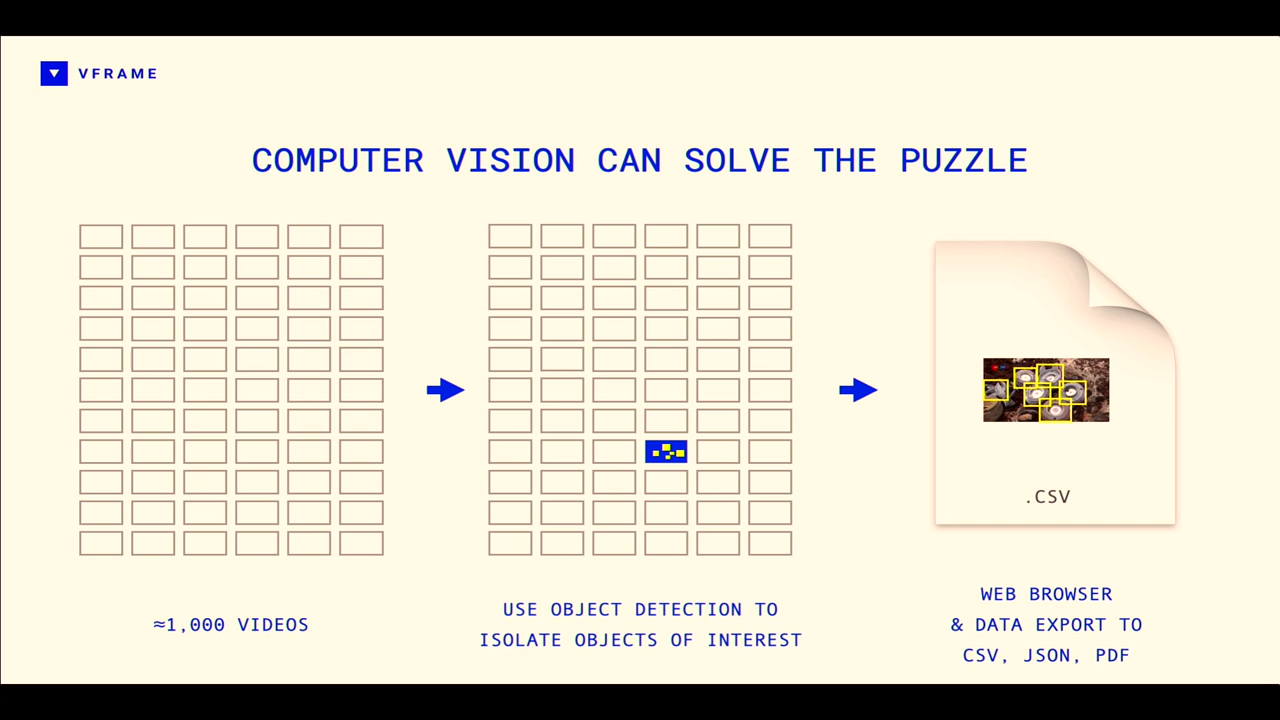 VFRAME
COMPUTER VISION CAN SOLVE THE PUZZLE
.CSV
≈1,000 VIDEOS
USE OBJECT DETECTION TO
ISOLATE OBJECTS OF INTEREST
WEB BROWSER
& DATA EXPORT TO
CSV, JSON, PDF